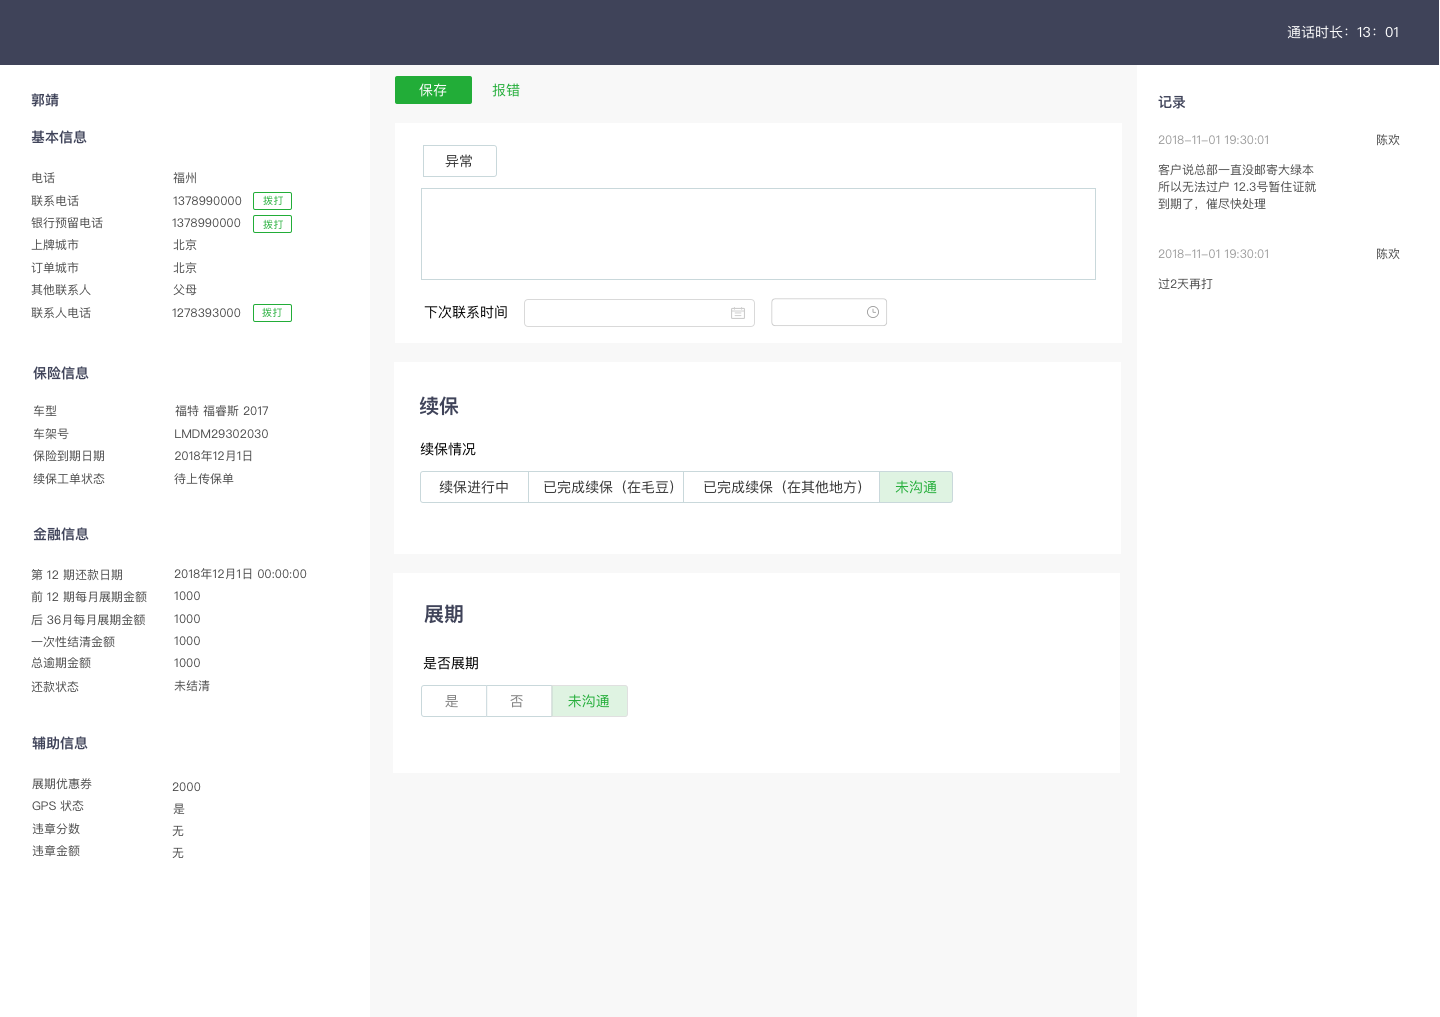 通话时长：13：01
郭靖
基本信息
电话 福州
联系电话 1378990000 拨打
银行预留电话 1378990000 拨打
上牌城市 北京
订单城市 北京
其他联系人 父母
联系人电话 1278393000 拨打
保险信息
车型 福特 福睿斯 2017
车架号 LMDM29302030
保险到期日期 2018年12月1日
续保工单状态 待上传保单
金融信息
第 12 期还款日期 2018年12月1日 00:00:00
前 12 期每月展期金额 1000
后 36月每月展期金额 1000
一次性结清金额 1000
总逾期金额 1000
还款状态 未结清
辅助信息
展期优惠券 2000
GPS 状态 是
违章分数 无
违章金额 无
保存 报错
异常
下次联系时间
续保
续保情况
续保进行中 已完成续保（在毛豆） 已完成续保（在其他地方） 未沟通
展期
是否展期
是 否 未沟通
记录
2018-11-01 19:30:01 陈欢
客户说总部一直没邮寄大绿本
所以无法过户 12.3号暂住证就
到期了，催尽快处理
2018-11-01 19:30:01 陈欢
过2天再打